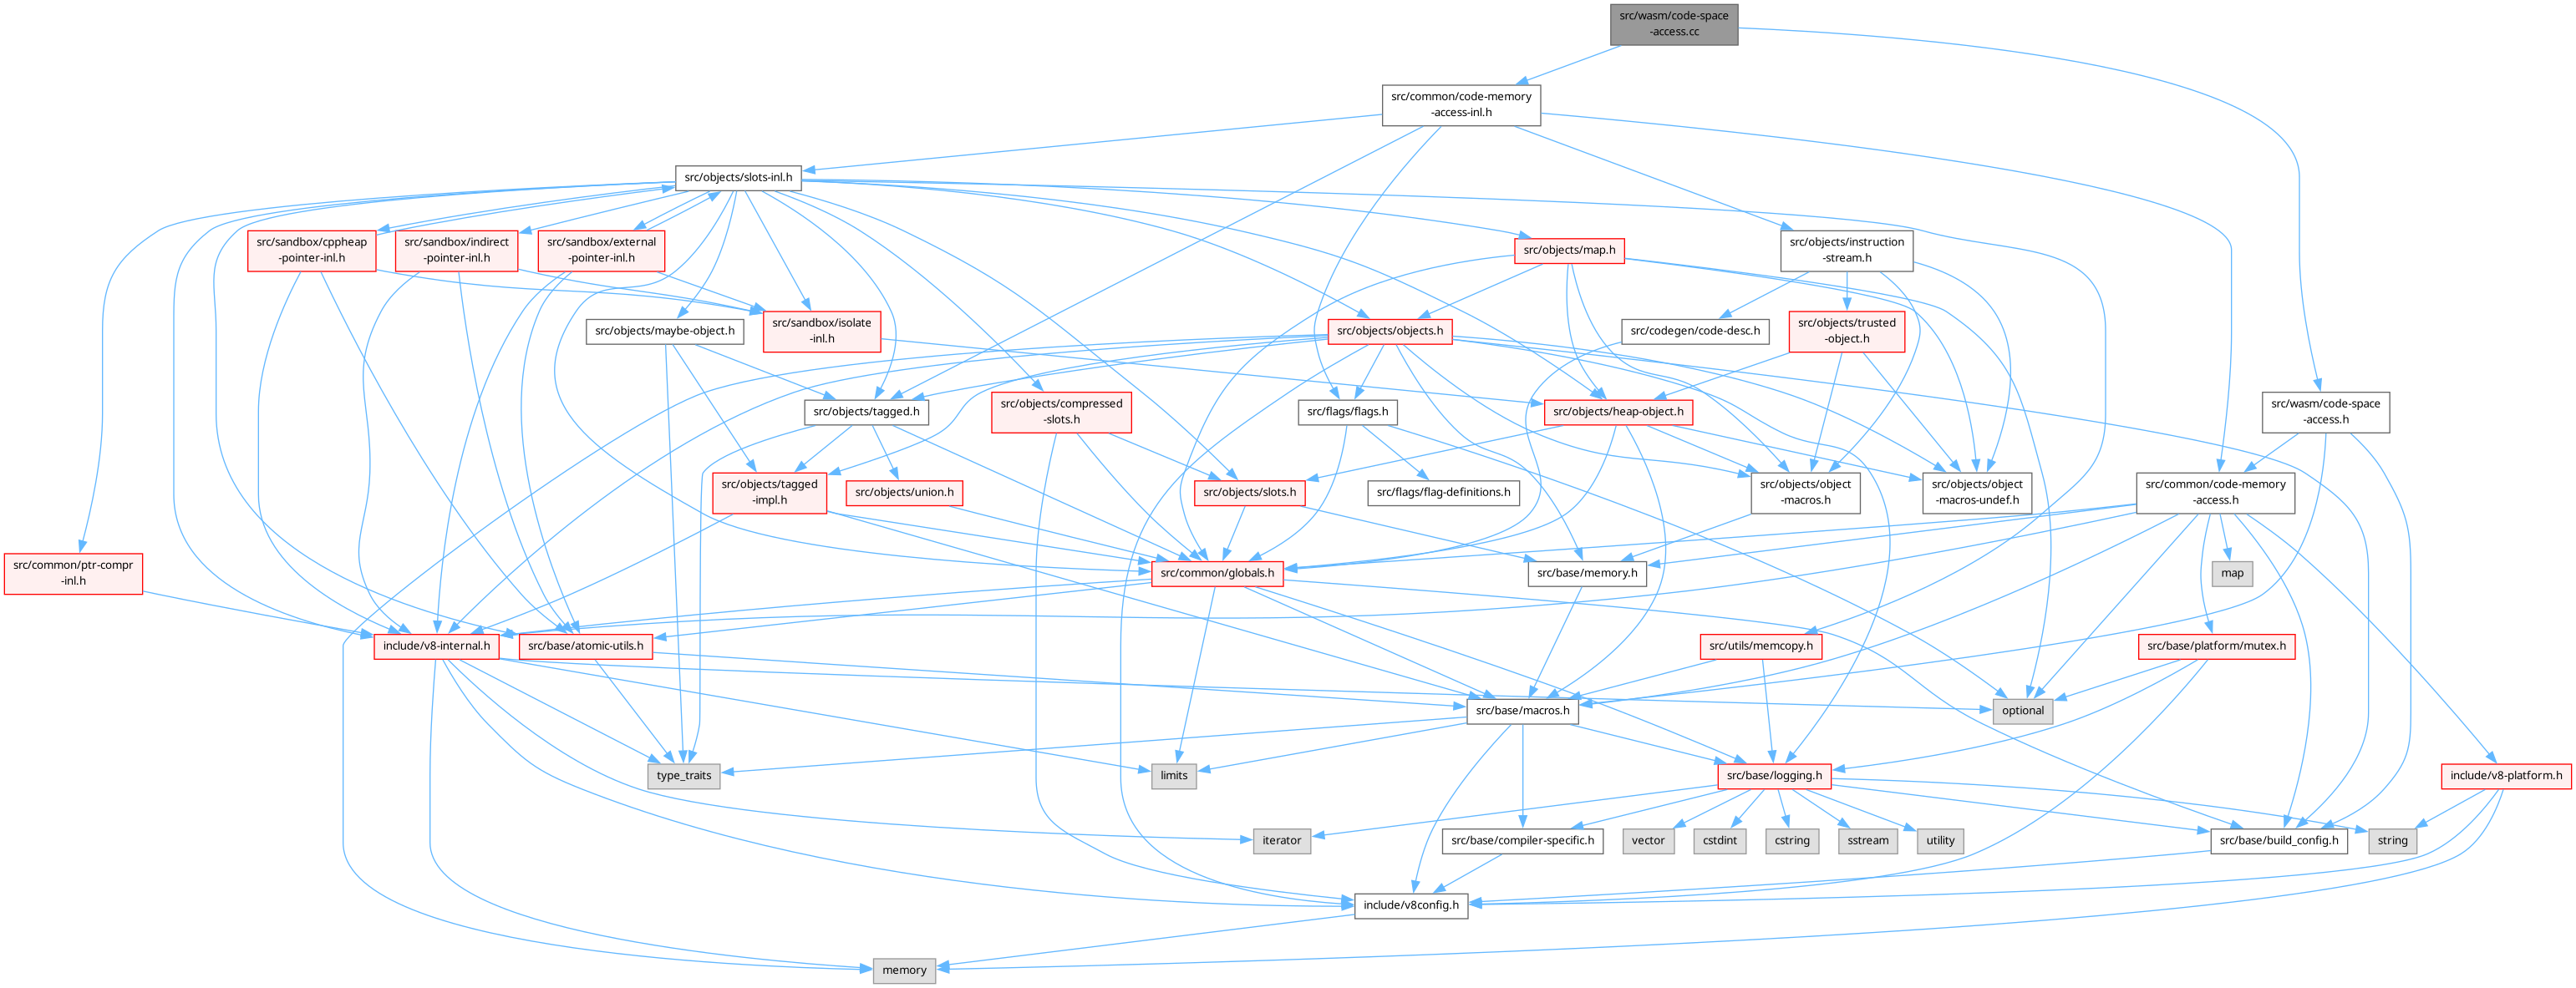 src/wasm/code-space
-access.cc
src/common/code-memory
-access-inl.h
src/objects/slots-inl.h
src/sandbox/cppheap
-pointer-inl.h
src/sandbox/indirect
-pointer-inl.h
src/sandbox/external
-pointer-inl.h
src/objects/map.h
src/objects/instruction
-stream.h
src/objects/maybe-object.h
src/sandbox/isolate
-inl.h
src/objects/objects.h
src/codegen/code-desc.h
src/objects/trusted
-object.h
src/objects/tagged.h
src/objects/compressed
-slots.h
src/flags/flags.h
src/objects/heap-object.h
src/wasm/code-space
-access.h
src/objects/tagged
-impl.h
src/objects/union.h
src/objects/slots.h
src/flags/flag-definitions.h
src/objects/object
-macros.h
src/objects/object
-macros-undef.h
src/common/code-memory
-access.h
src/common/ptr-compr
-inl.h
src/common/globals.h
src/base/memory.h
map
include/v8-internal.h
src/base/atomic-utils.h
src/utils/memcopy.h
src/base/platform/mutex.h
src/base/macros.h
optional
type_traits
limits
src/base/logging.h
include/v8-platform.h
iterator
src/base/compiler-specific.h
vector
cstdint
cstring
sstream
utility
src/base/build_config.h
string
include/v8config.h
memory